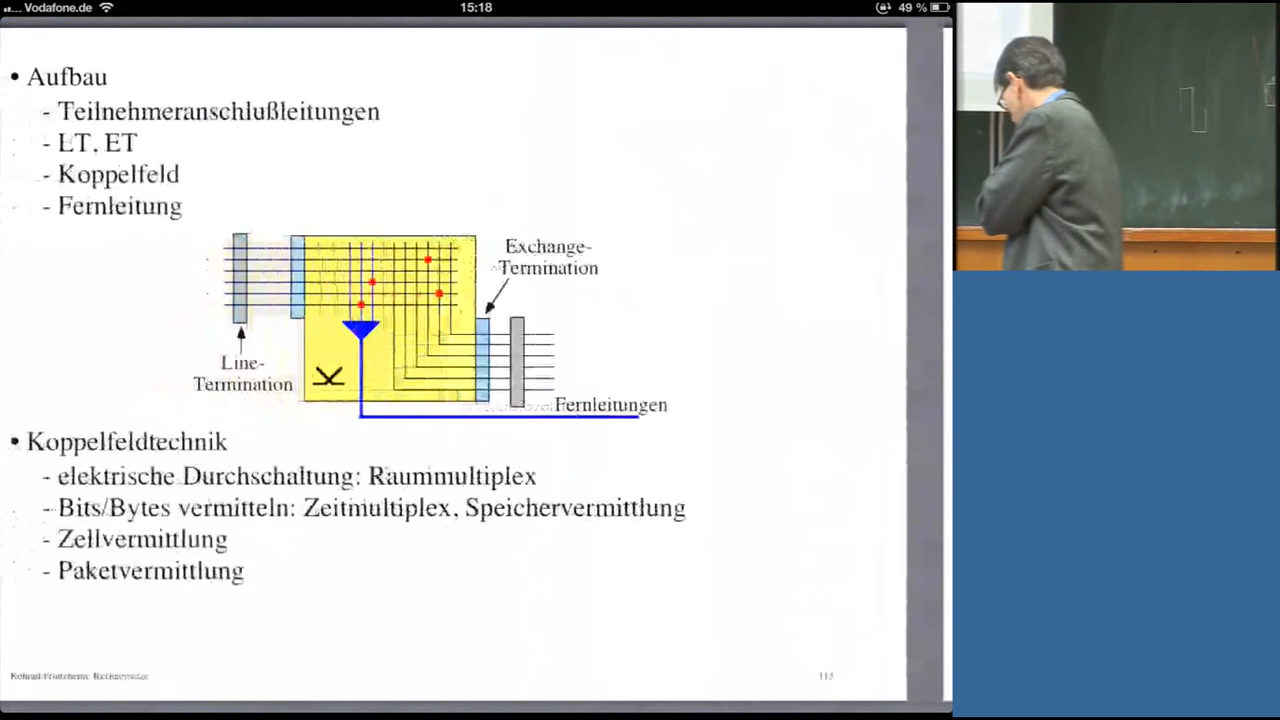 Vodafone.de
15:18
49 %
• Aufbau
- Teilnehmeranschlußleitungen
- LT, ET
- Koppelfeld
- Fernleitung
Exchange-
Termination
Line-
Termination
Fernleitungen
• Koppelfeldtechnik
- elektrische Durchschaltung: Raummultiplex
- Bits/Bytes vermitteln: Zeitmultiplex, Speichervermittlung
- Zellvermittlung
- Paketvermittlung